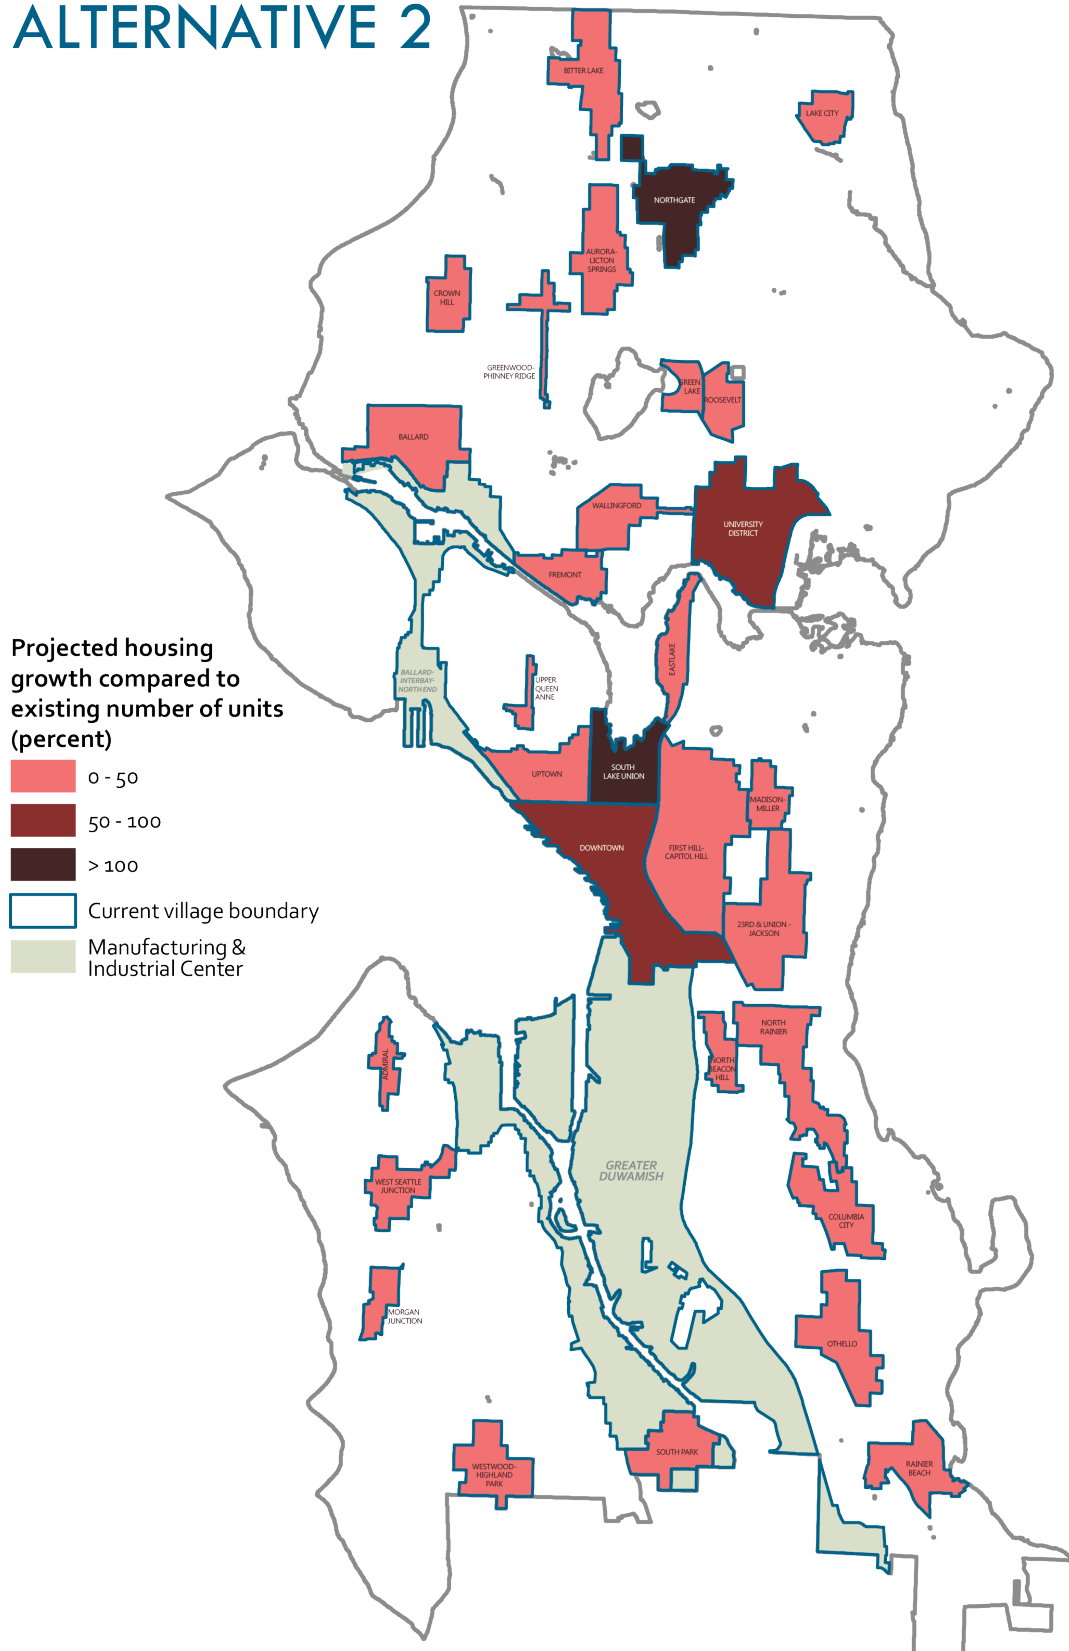 ALTERNATIVE 2
BITTER LAKE
LAKE CITY
NORTHGATE
AURORA-
LICTON
SPRINGS
CROWN
HILL
GREENWOOD-
PHINNEY RIDGE
GREEN
LAKE
ROOSEVELT
BALLARD
WALLINGFORD
UNIVERSITY
DISTRICT
FREMONT
EASTLAKE
Projected housing
growth compared to
existing number of units
(percent)
0 - 50
50 - 100
> 100
Current village boundary
Manufacturing &
Industrial Center
BALLARD-
INTERBAY-
NORTH END
UPPER
QUEEN
ANNE
UPTOWN
SOUTH
LAKE UNION
MADISON-
MILLER
DOWNTOWN
FIRST HILL-
CAPITOL HILL
23RD & UNION -
JACKSON
NORTH
RAINIER
NORTH
BEACON
HILL
ADMIRAL
GREATER
DUWAMISH
WEST SEATTLE
JUNCTION
COLUMBIA
CITY
MORGAN
JUNCTION
OTHELLO
SOUTH PARK
WESTWOOD-
HIGHLAND
PARK
RAINIER
BEACH